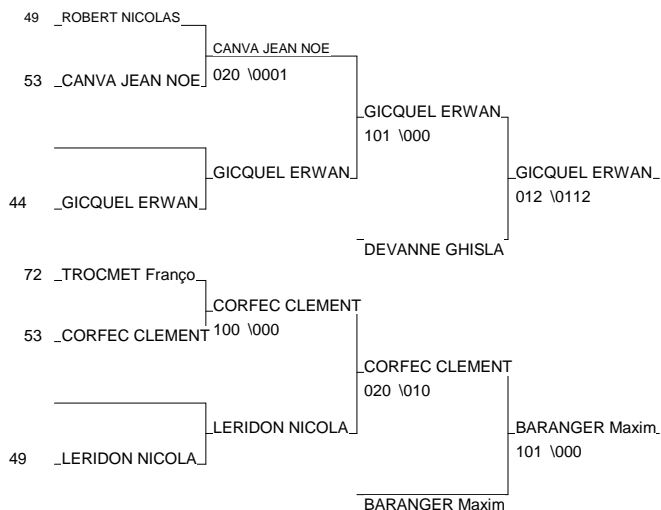 49 ROBERT NICOLAS
CANVA JEAN NOE
53 CANVA JEAN NOE
020 \0001
GICQUEL ERWAN
101 \000
GICQUEL ERWAN
GICQUEL ERWAN
012 \0112
44 GICQUEL ERWAN
DEVANNE GHISLA
72 TROCMET Franço
CORFEC CLEMENT
100 \000
53 CORFEC CLEMENT
CORFEC CLEMENT
020 \010
LERIDON NICOLA
BARANGER Maxim
101 \000
49 LERIDON NICOLA
BARANGER Maxim